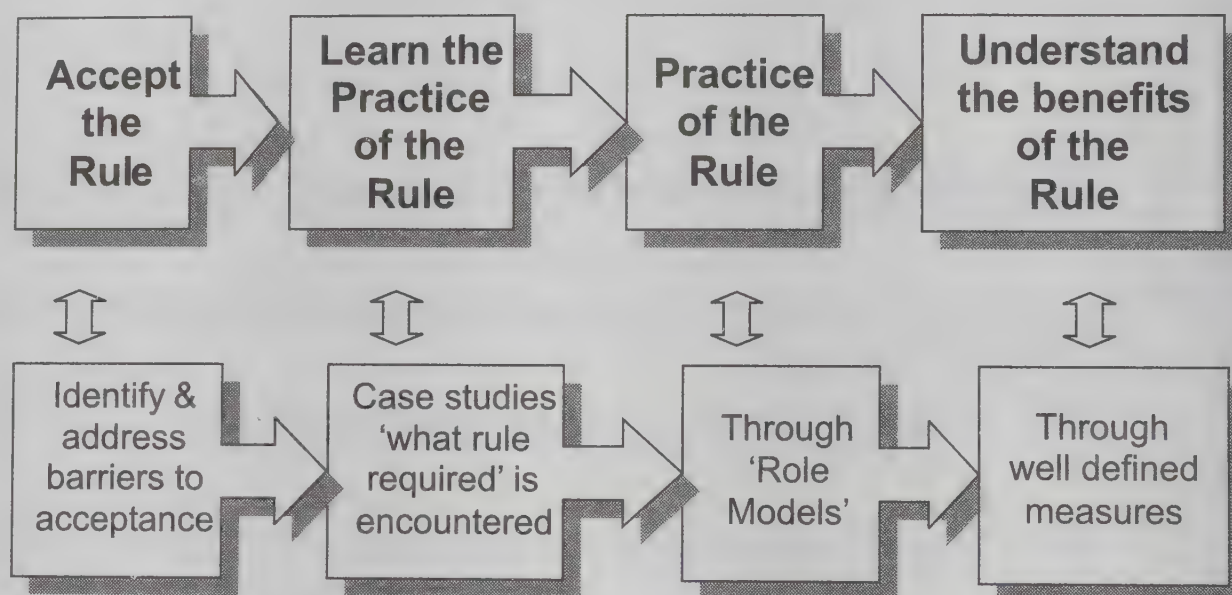 Accept
the
Rule
Learn the
Practice
of the
Rule
Practice
of the
Rule
Understand
the benefits
of the
Rule
Identify &
address
barriers to
acceptance
Case studies
‘what rule
required’ is
encountered
Through
‘Role
Models’
Through
well defined
measures